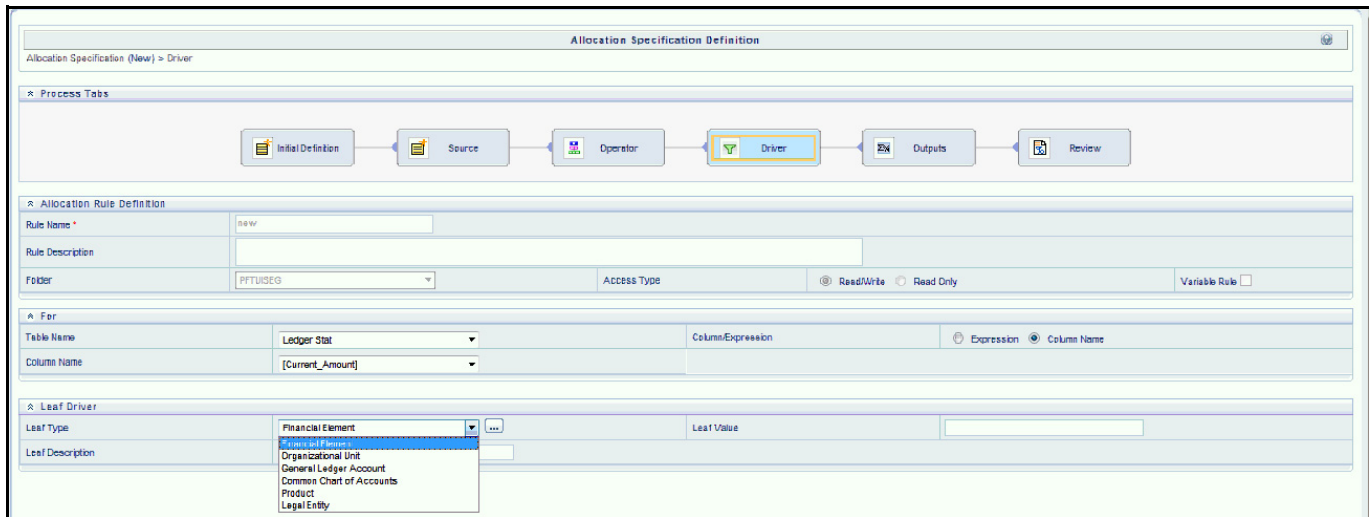 Allocation Specification Definition
Allocation Specification (New) > Driver
Process Tabs
Initial Definition Source Operator Driver Outputs Review
Allocation Rule Definition
Rule Name * new
Rule Description
Folder PFTUISEG Access Type Read/Write Read Only Variable Rule
For
Table Name Ledger Stat Column/Expression Expression Column Name
Column Name [Current_Amount]
Leaf Driver
Leaf Type Financial Element ... Leaf Value
Financial Element
Leaf Description Organizational Unit
General Ledger Account
Common Chart of Accounts
Product
Legal Entity